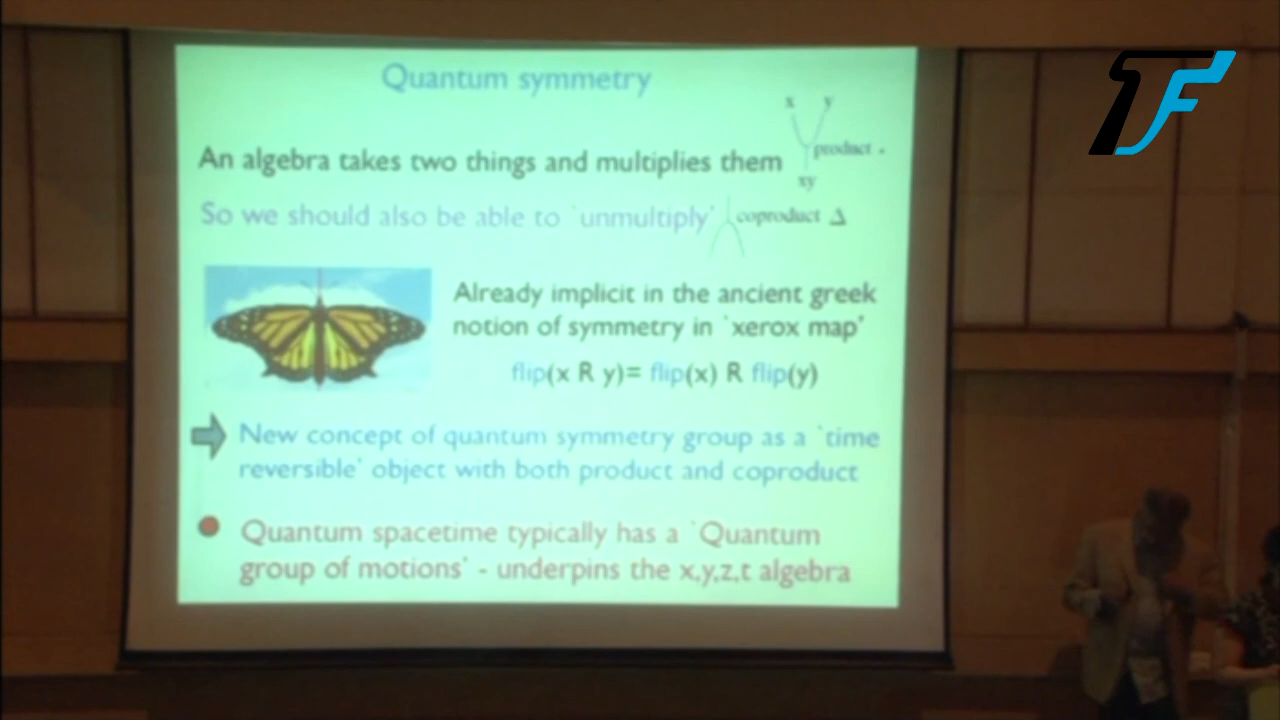 Quantum symmetry
x y
An algebra takes two things and multiplies them
product .
xy
So we should also be able to `unmultiply'
coproduct Δ
Already implicit in the ancient greek
notion of symmetry in `xerox map'
flip(x R y)= flip(x) R flip(y)
New concept of quantum symmetry group as a `time
reversible' object with both product and coproduct
Quantum spacetime typically has a `Quantum
group of motions' - underpins the x,y,z,t algebra
TF